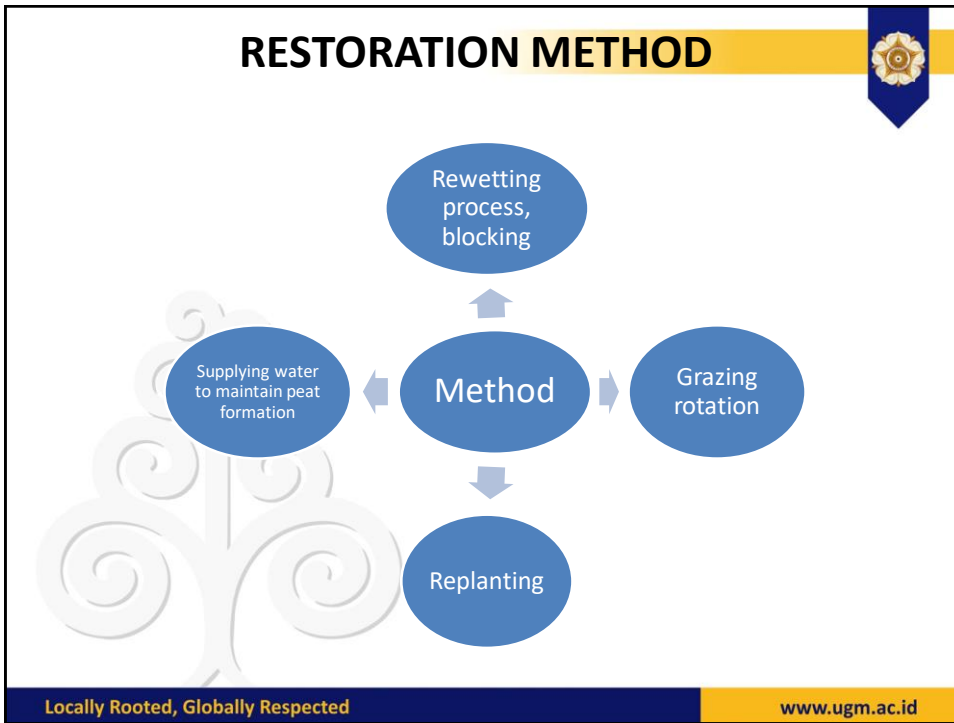 RESTORATION METHOD
Rewetting
process,
blocking
Supplying water
to maintain peat
formation
Method
Grazing
rotation
Replanting
Locally Rooted, Globally Respected
www.ugm.ac.id